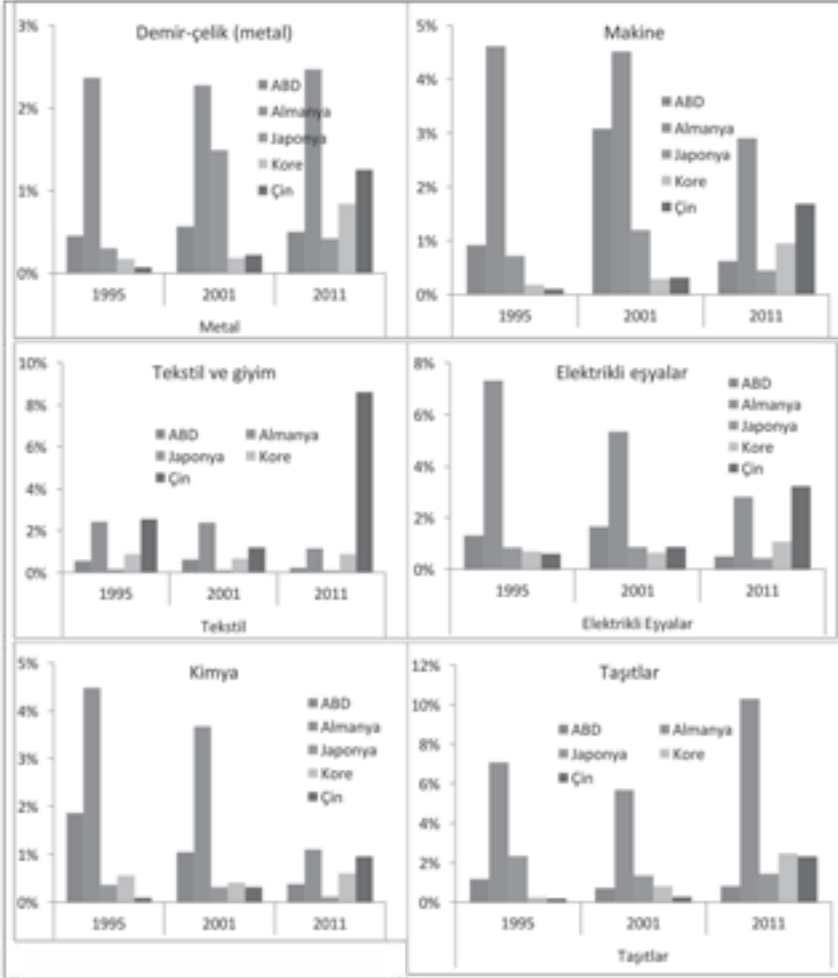 Demir-çelik (metal)
3%
2%
1%
0%
ABD
Almanya
Japonya
Kore
Çin
1995 2001 2011
Metal
Makine
5%
4%
3%
2%
1%
0%
ABD
Almanya
Japonya
Kore
Çin
1995 2001 2011
Makine
Tekstil ve giyim
10%
8%
6%
4%
2%
0%
ABD Almanya
Japonya Kore
Çin
1995 2001 2011
Tekstil
Elektrikli eşyalar
8%
6%
4%
2%
0%
ABD
Almanya
Japonya
Kore
Çin
1995 2001 2011
Elektrikli Eşyalar
Kimya
5%
4%
3%
2%
1%
0%
ABD
Almanya
Japonya
Kore
Çin
1995 2001 2011
Taşıtlar
12%
10%
8%
6%
4%
2%
0%
ABD Almanya
Japonya Kore
Çin
1995 2001 2011
Taşıtlar